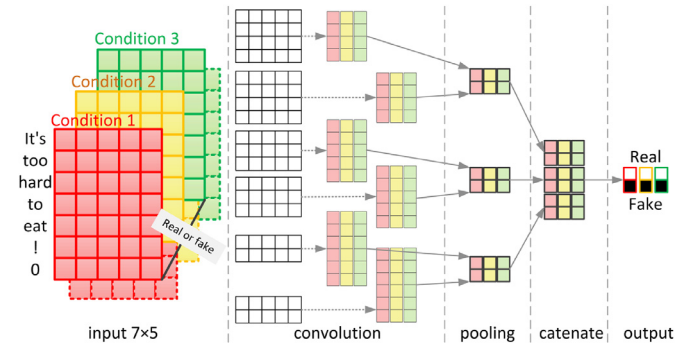 Condition 3
Condition 2
Condition 1
It's
too
hard
to
eat
!
0
Real or fake
Real
Fake
input 7×5
convolution
pooling
catenate
output